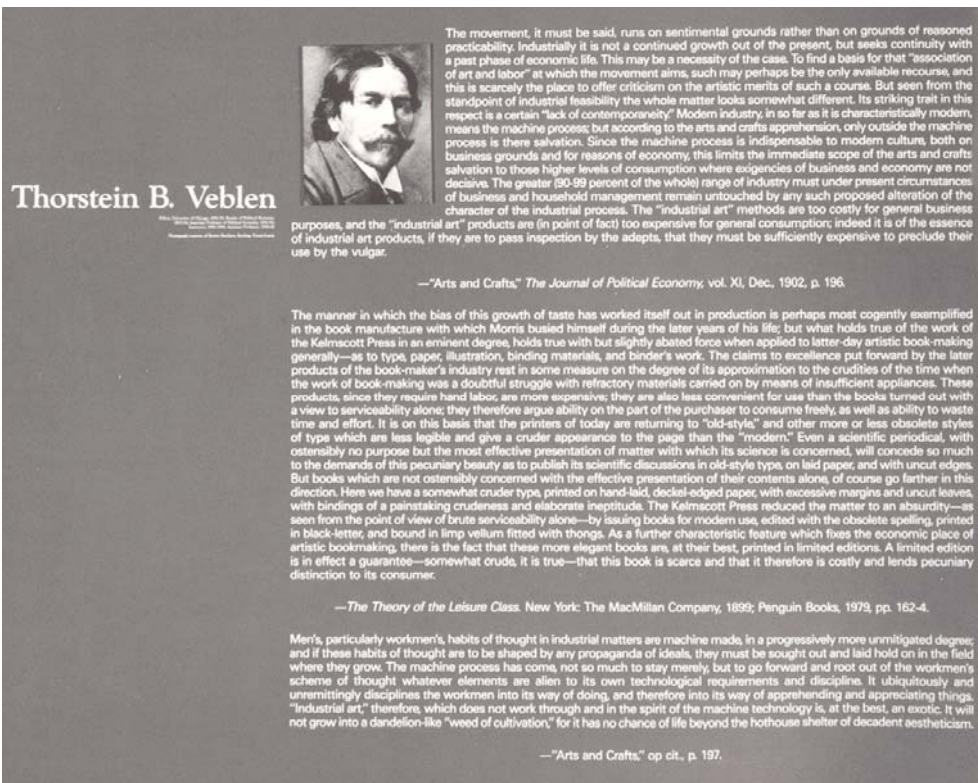 Thorstein B. Veblen
The movement, it must be said, runs on sentimental grounds rather than on grounds of reasoned
practicability. Industrially it is not a continued growth out of the present, but seeks continuity with
a past phase of economic life. This may be a necessity of the case. To find a basis for that "association
of art and labor" at which the movement aims, such may perhaps be the only available recourse, and
this is scarcely the place to offer criticism on the artistic merits of such a course. But seen from the
standpoint of industrial feasibility the whole matter looks somewhat different. Its striking trait in this
respect is a certain "lack of contemporaneity." Modern industry, in so far as it is characteristically modern,
means the machine process; but according to the arts and crafts apprehension, only outside the machine
process is there salvation. Since the machine process is indispensable to modern culture, both on
business grounds and for reasons of economy, this limits the immediate scope of the arts and crafts
salvation to those higher levels of consumption where exigencies of business and economy are not
decisive. The greater (90-99 percent of the whole) range of industry must under present circumstances
of business and household management remain untouched by any such proposed alteration of the
character of the industrial process. The "industrial art" methods are too costly for general business
purposes, and the "industrial art" products are (in point of fact) too expensive for general consumption; indeed it is of the essence
of industrial art products, if they are to pass inspection by the adepts, that they must be sufficiently expensive to preclude their
use by the vulgar.
—"Arts and Crafts," The Journal of Political Economy, vol. XI, Dec., 1902, p. 196.
The manner in which the bias of this growth of taste has worked itself out in production is perhaps most cogently exemplified
in the book manufacture with which Morris busied himself during the later years of his life; but what holds true of the work of
the Kelmscott Press in an eminent degree, holds true with but slightly abated force when applied to latter-day artistic book-making
generally—as to type, paper, illustration, binding materials, and binder's work. The claims to excellence put forward by the later
products of the book-maker's industry rest in some measure on the degree of its approximation to the crudities of the time when
the work of book-making was a doubtful struggle with refractory materials carried on by means of insufficient appliances. These
products, since they require hand labor, are more expensive; they are also less convenient for use than the books turned out with
a view to serviceability alone; they therefore argue ability on the part of the purchaser to consume freely, as well as ability to waste
time and effort. It is on this basis that the printers of today are returning to "old-style," and other more or less obsolete styles
of type which are less legible and give a cruder appearance to the page than the "modern." Even a scientific periodical, with
ostensibly no purpose but the most effective presentation of matter with which its science is concerned, will concede so much
to the demands of this pecuniary beauty as to publish its scientific discussions in old-style type, on laid paper, and with uncut edges.
But books which are not ostensibly concerned with the effective presentation of their contents alone, of course go farther in this
direction. Here we have a somewhat cruder type, printed on hand-laid, deckel-edged paper, with excessive margins and uncut leaves,
with bindings of a painstaking crudeness and elaborate ineptitude. The Kelmscott Press reduced the matter to an absurdity—as
seen from the point of view of brute serviceability alone—by issuing books for modern use, edited with the obsolete spelling, printed
in black-letter, and bound in limp vellum fitted with thongs. As a further characteristic feature which fixes the economic place of
artistic bookmaking, there is the fact that these more elegant books are, at their best, printed in limited editions. A limited edition
is in effect a guarantee—somewhat crude, it is true—that this book is scarce and that it therefore is costly and lends pecuniary
distinction to its consumer.
—The Theory of the Leisure Class. New York: The MacMillan Company, 1899; Penguin Books, 1979, pp. 162-4.
Men's, particularly workmen's, habits of thought in industrial matters are machine made, in a progressively more unmitigated degree;
and if these habits of thought are to be shaped by any propaganda of ideals, they must be sought out and laid hold on in the field
where they grow. The machine process has come, not so much to stay merely, but to go forward and root out of the workmen's
scheme of thought whatever elements are alien to its own technological requirements and discipline. It ubiquitously and
unremittingly disciplines the workmen into its way of doing, and therefore into its way of apprehending and appreciating things.
"Industrial art," therefore, which does not work through and in the spirit of the machine technology is, at the best, an exotic. It will
not grow into a dandelion-like "weed of cultivation," for it has no chance of life beyond the hothouse shelter of decadent aestheticism.
—"Arts and Crafts," op cit., p. 197.